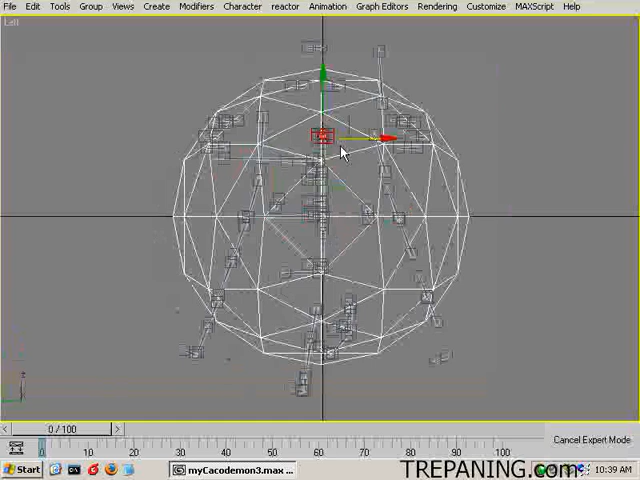 File Edit Tools Group Views Create Modifiers Character reactor Animation Graph Editors Rendering Customize MAXScript Help
Left
z
< 0 / 100 >
0 10 20 30 40 50 60 70 80 90 100
Cancel Expert Mode
Start myCacodemon3.max ... 10:39 AM
TREPANING.com